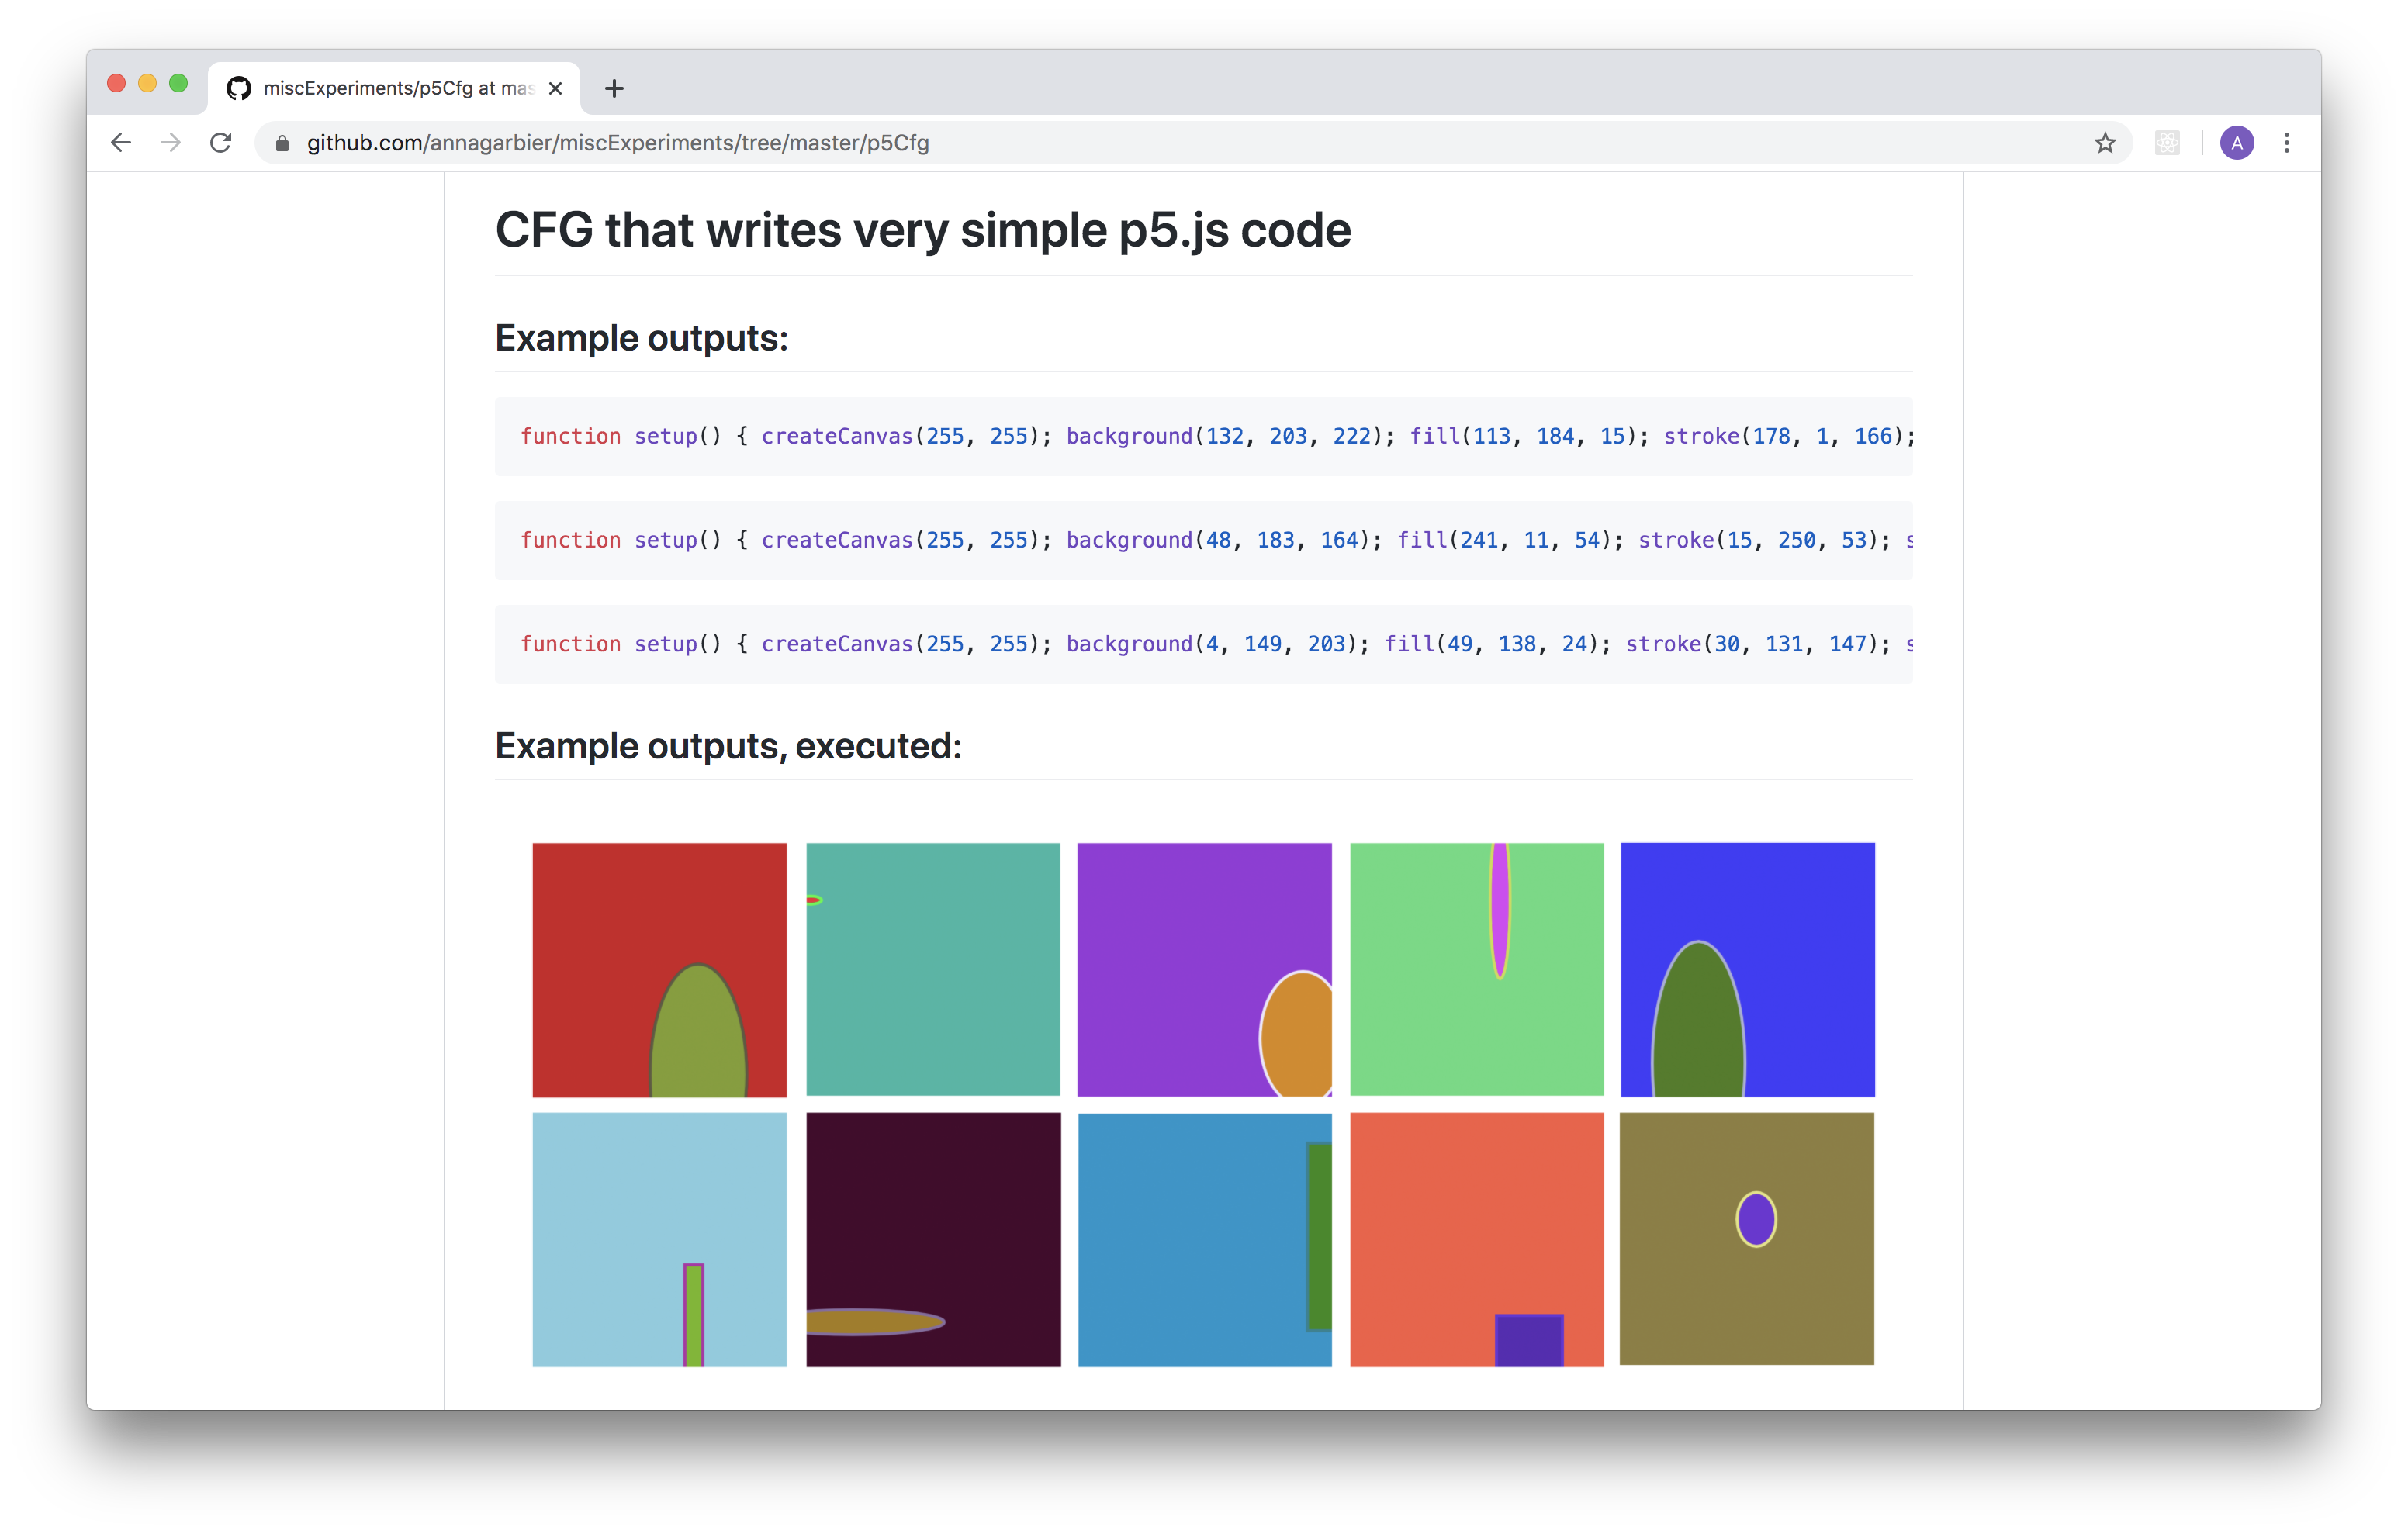 miscExperiments/p5Cfg at mas
github.com/annagarbier/miscExperiments/tree/master/p5Cfg
A
CFG that writes very simple p5.js code
Example outputs:
function setup() { createCanvas(255, 255); background(132, 203, 222); fill(113, 184, 15); stroke(178, 1, 166);
function setup() { createCanvas(255, 255); background(48, 183, 164); fill(241, 11, 54); stroke(15, 250, 53); s
function setup() { createCanvas(255, 255); background(4, 149, 203); fill(49, 138, 24); stroke(30, 131, 147); s
Example outputs, executed: